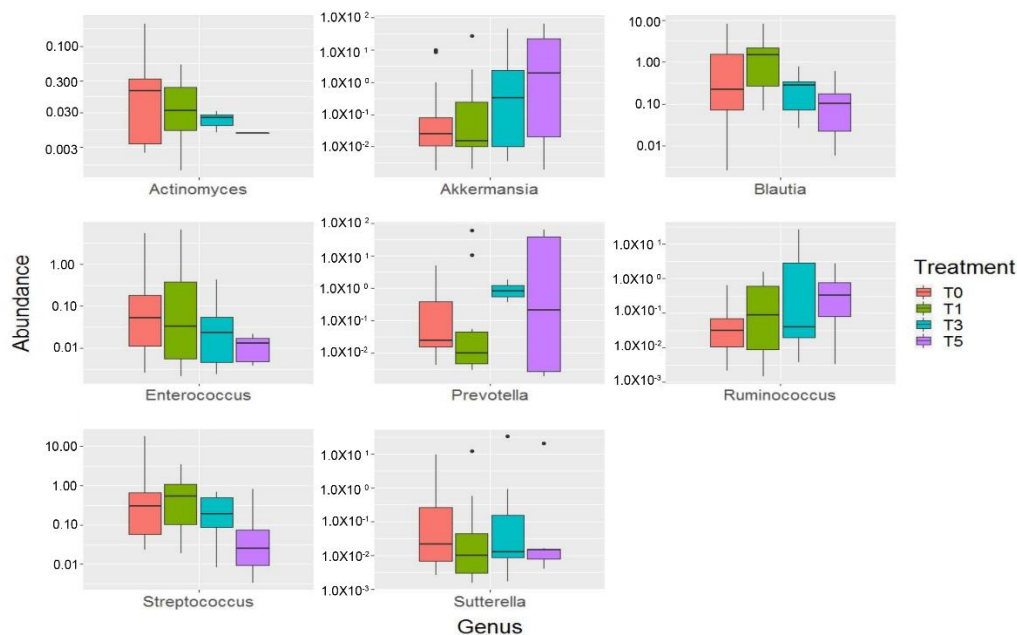 0.100
0.300
0.030
0.003
Actinomyces
1.0X10 2
1.0X10 1
1.0X10 0
1.0X10 -1
1.0X10 -2
Akkermansia
10.00
1.00
0.10
0.01
Blautia
Abundance
1.00
0.10
0.01
Enterococcus
1.0X10 2
1.0X10 1
1.0X10 0
1.0X10 -1
1.0X10 -2
Prevotella
1.0X10 1
1.0X10 0
1.0X10 -1
1.0X10 -2
1.0X10 -3
Ruminococcus
Treatment
T0
T1
T3
T5
10.00
1.00
0.10
0.01
Streptococcus
1.0X10 1
1.0X10 0
1.0X10 1
1.0X10 -2
1.0X10 -3
Sutterella
Genus